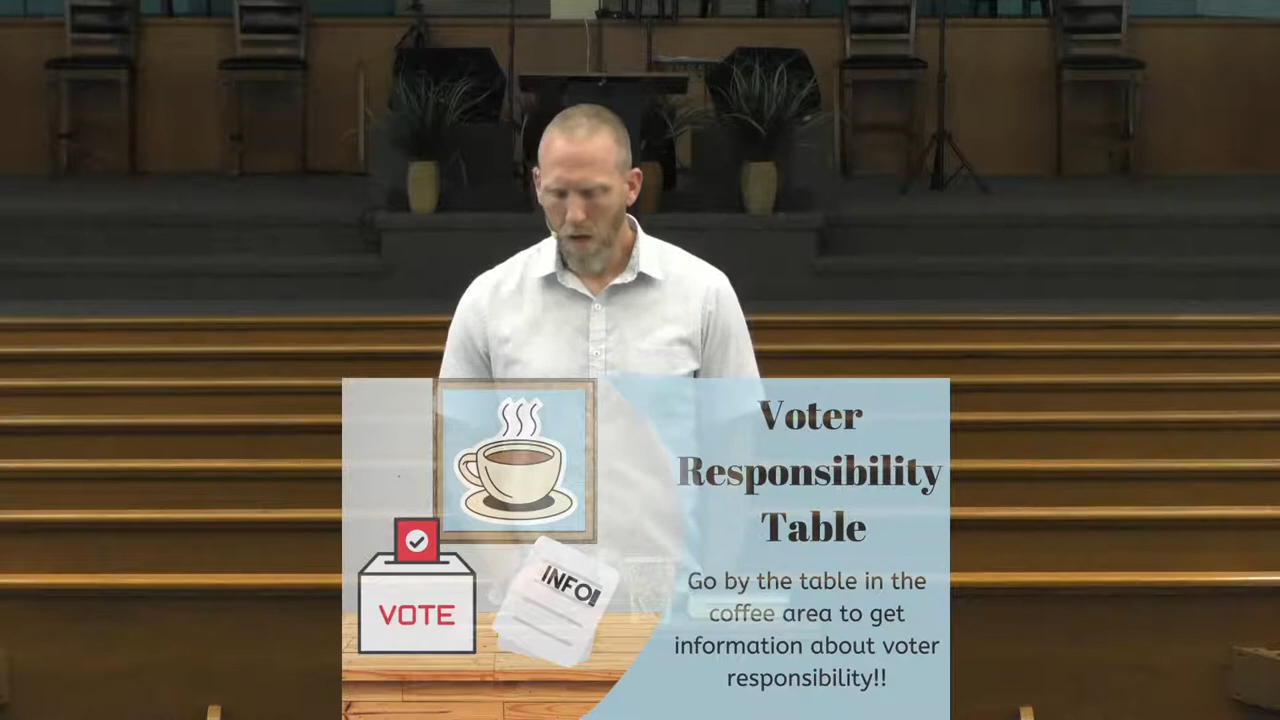 Voter
Responsibility
Table
Go by the table in the
coffee area to get
information about voter
responsibility!!
INFO!
VOTE